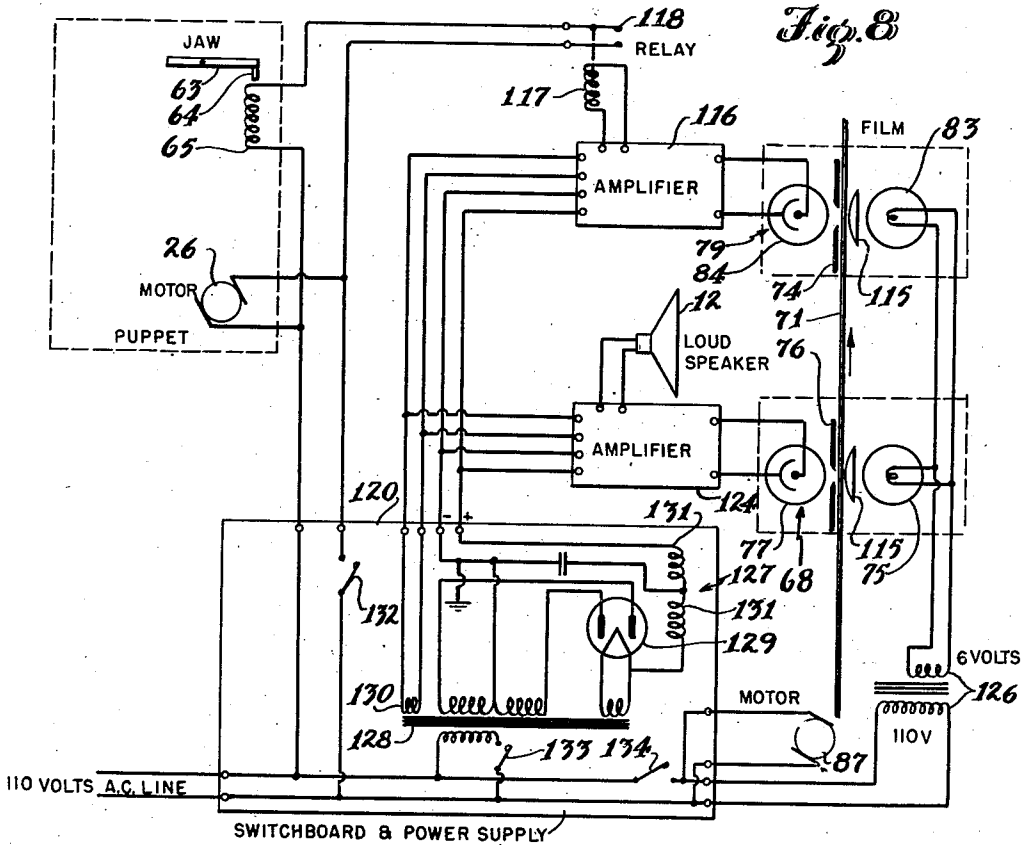 Fig. 8
118
JAW
RELAY
63
64
65
117
116
FILM
83
AMPLIFIER
79
84
74
115
26
MOTOR
PUPPET
12
71
LOUD
SPEAKER
76
AMPLIFIER
120
- +
124
131
77
68
115
75
127
132
131
129
6 VOLTS
126
130
128
MOTOR
110V
133
134
87
110 VOLTS A.C. LINE
SWITCHBOARD & POWER SUPPLY